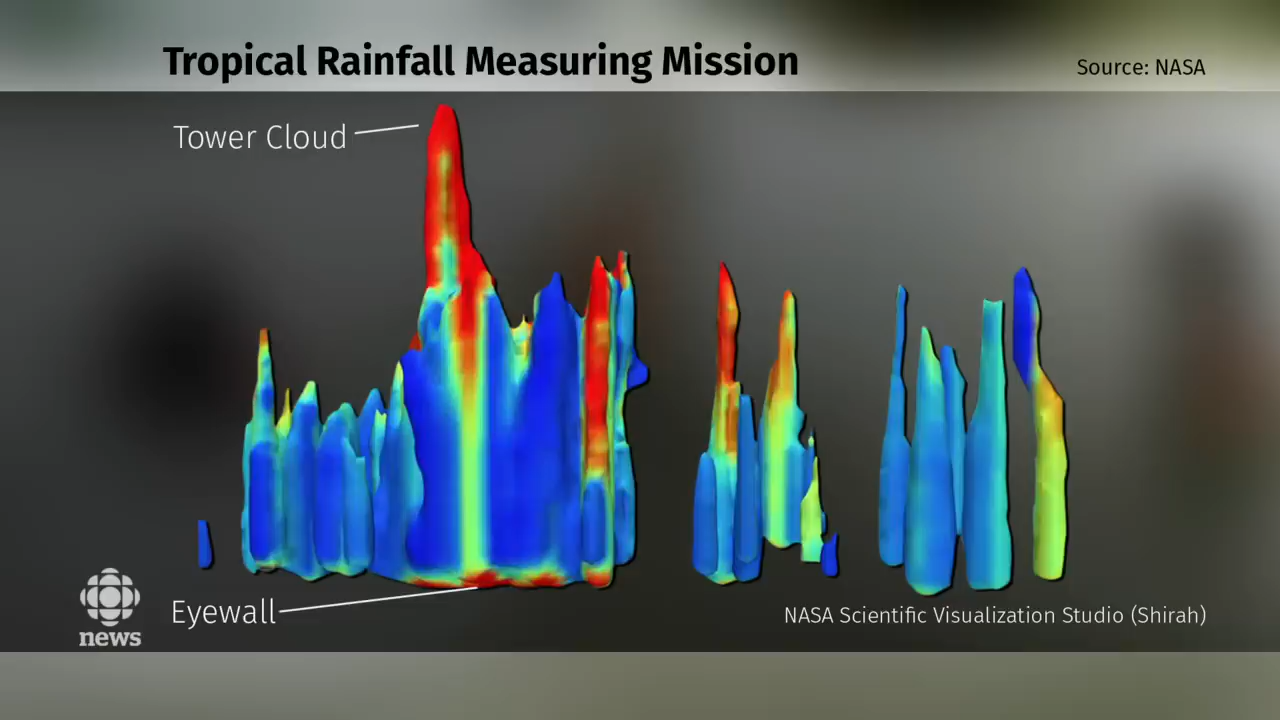 Tropical Rainfall Measuring Mission
Source: NASA
Tower Cloud
Eyewall
news
NASA Scientific Visualization Studio (Shirah)